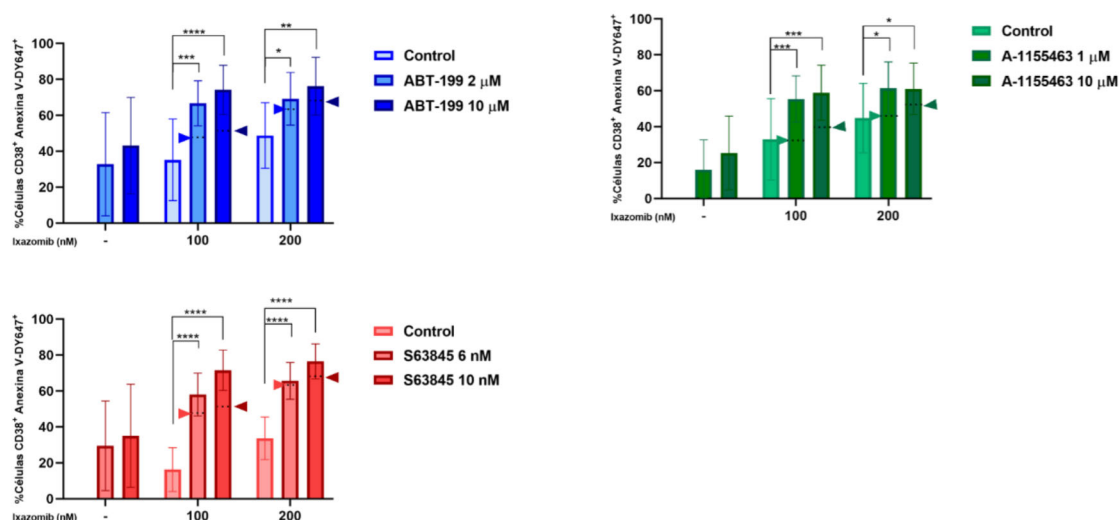 %Células CD38⁺ Anexina V-DY647⁺
100
80
60
40
20
0
****
***
**
*
Control
ABT-199 2 μM
ABT-199 10 μM
Ixazomib (nM)
-
100
200
%Células CD38⁺ Anexina V-DY647⁺
100
80
60
40
20
0
***
***
*
*
Control
A-1155463 1 μM
A-1155463 10 μM
Ixazomib (nM)
-
100
200
%Células CD38⁺ Anexina V-DY647⁺
100
80
60
40
20
0
****
****
****
****
Control
S63845 6 nM
S63845 10 nM
Ixazomib (nM)
-
100
200